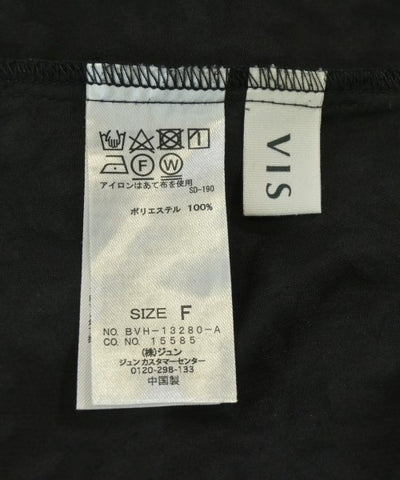 F W
アイロンはあて布を使用
SD-190
ポリエステル 100%
SIZE F
NO. BVH-13280-A
CO. NO. 15585
(株)ジュン
ジュンカスタマーセンター
0120-298-133
中国製
VIS